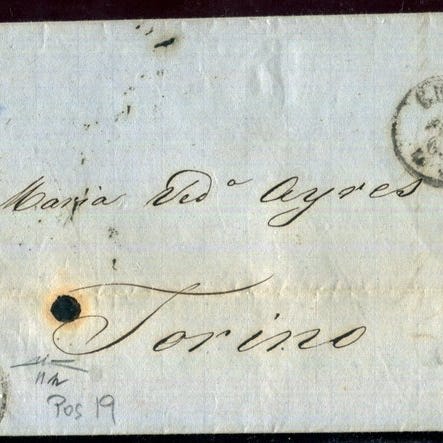 Maria Ved.a Ayres
Torino
Pos 19